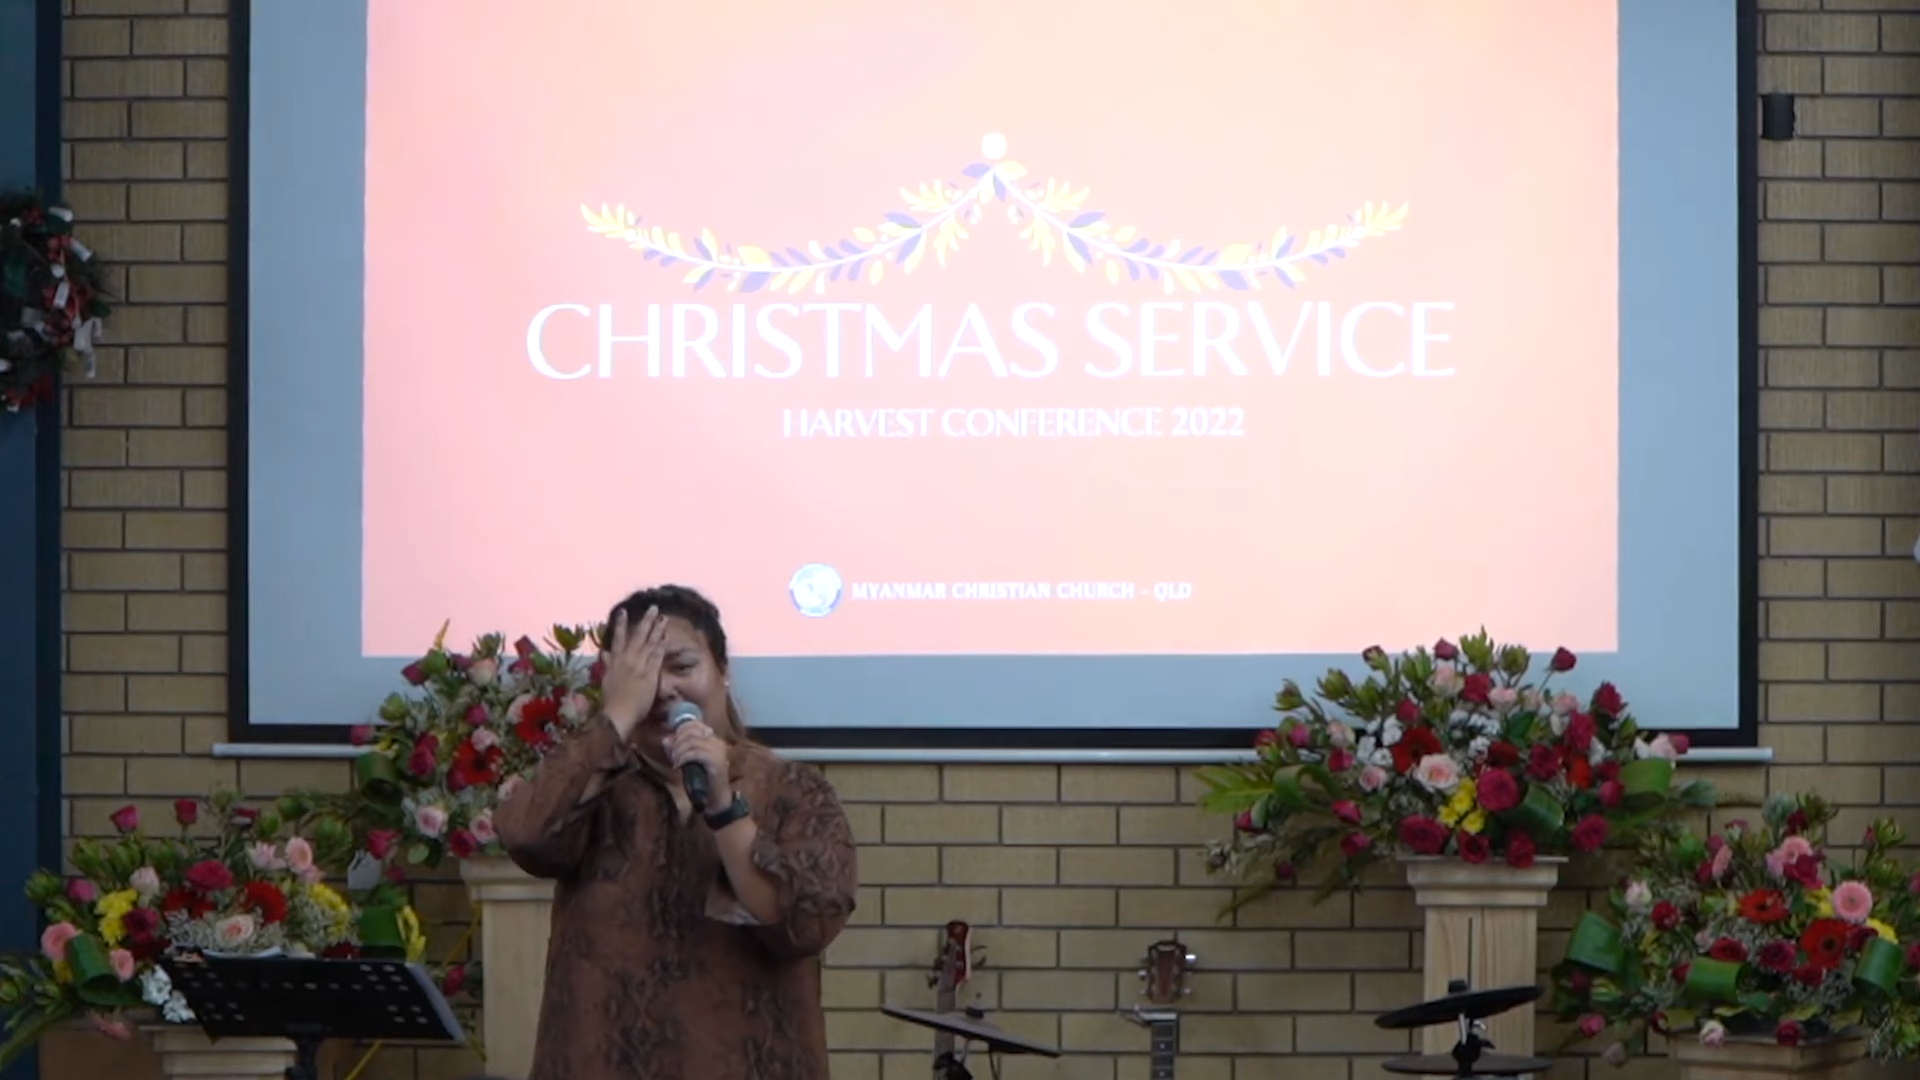 CHRISTMAS SERVICE
HARVEST CONFERENCE 2022
MYANMAR CHRISTIAN CHURCH - QLD